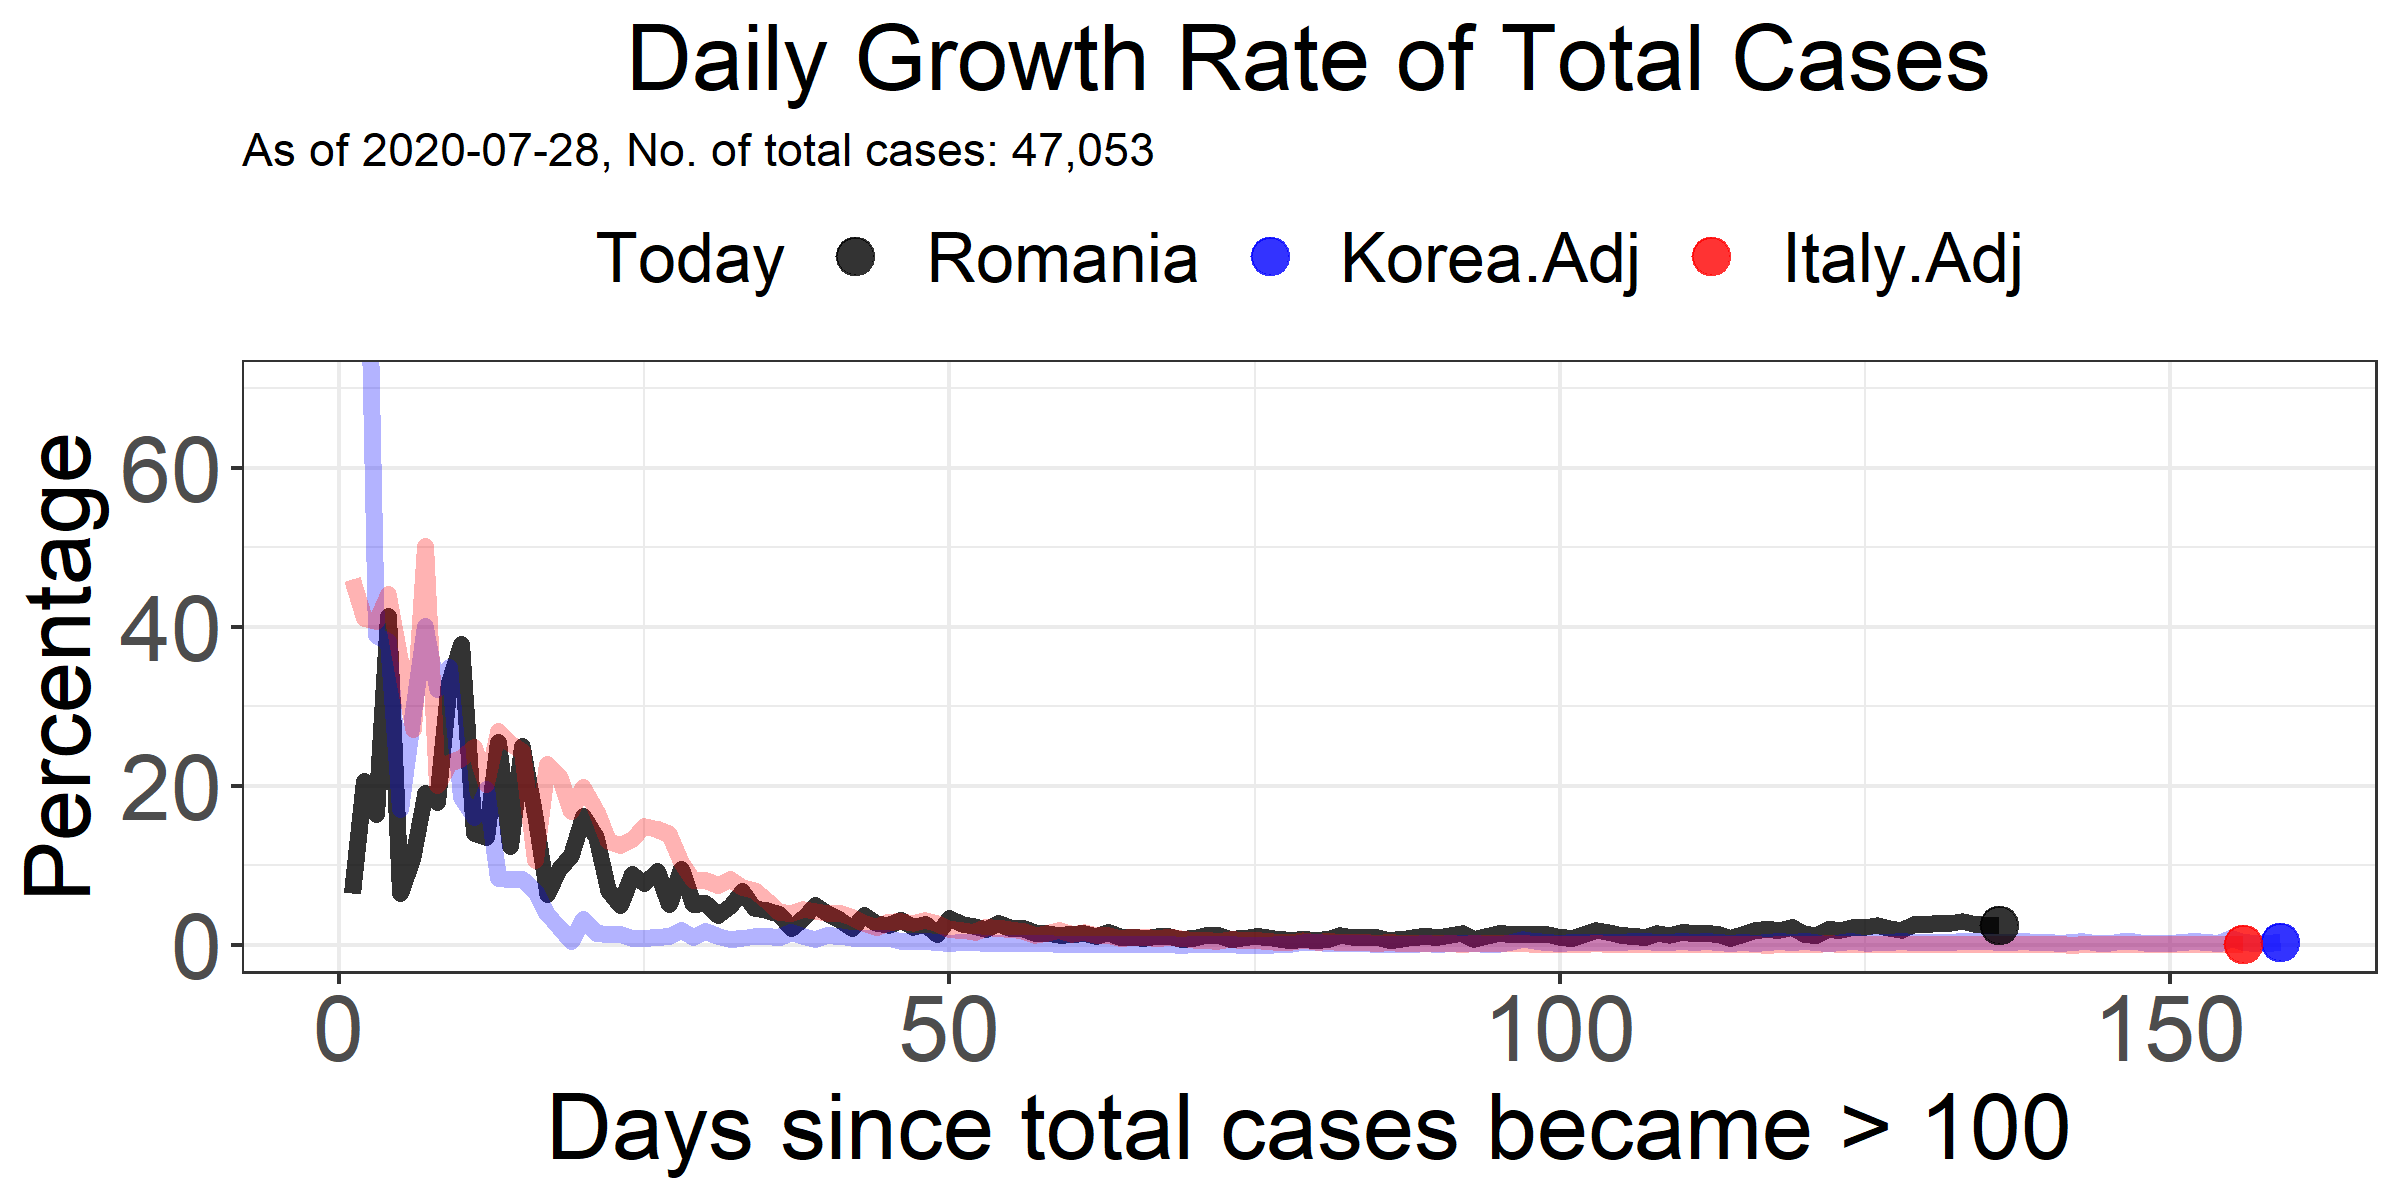 Daily Growth Rate of Total Cases
As of 2020-07-28, No. of total cases: 47,053
Today Romania Korea.Adj Italy.Adj
Percentage
60
40
20
0
0 50 100 150
Days since total cases became > 100